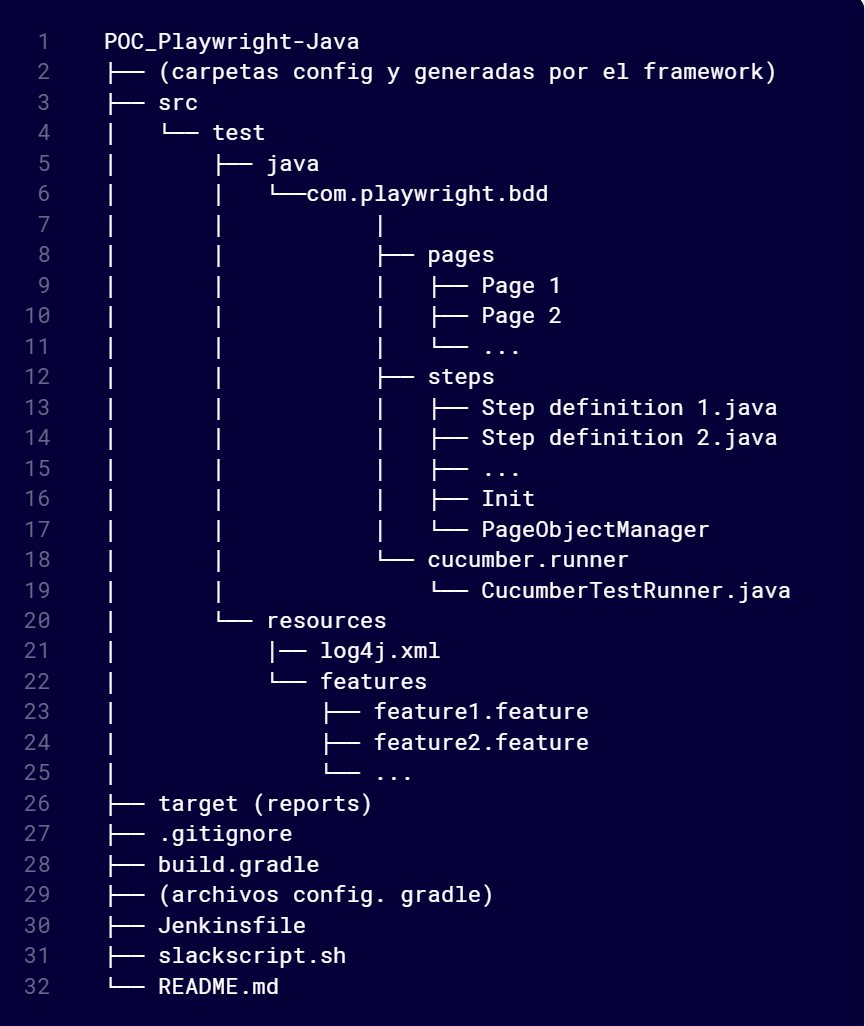 1    POC_Playwright-Java
2    ├── (carpetas config y generadas por el framework)
3    ├── src
4    │   └── test
5    │       ├── java
6    │       │   └──com.playwright.bdd
7    │       │           │
8    │       │           ├── pages
9    │       │           │   ├── Page 1
10    │       │           │   ├── Page 2
11    │       │           │   └── ...
12    │       │           ├── steps
13    │       │           │   ├── Step definition 1.java
14    │       │           │   ├── Step definition 2.java
15    │       │           │   ├── ...
16    │       │           │   ├── Init
17    │       │           │   └── PageObjectManager
18    │       │           └── cucumber.runner
19    │       │               └── CucumberTestRunner.java
20    │       └── resources
21    │           |── log4j.xml
22    │           └── features
23    │               ├── feature1.feature
24    │               ├── feature2.feature
25    │               └── ...
26    ├── target (reports)
27    ├── .gitignore
28    ├── build.gradle
29    ├── (archivos config. gradle)
30    ├── Jenkinsfile
31    ├── slackscript.sh
32    └── README.md